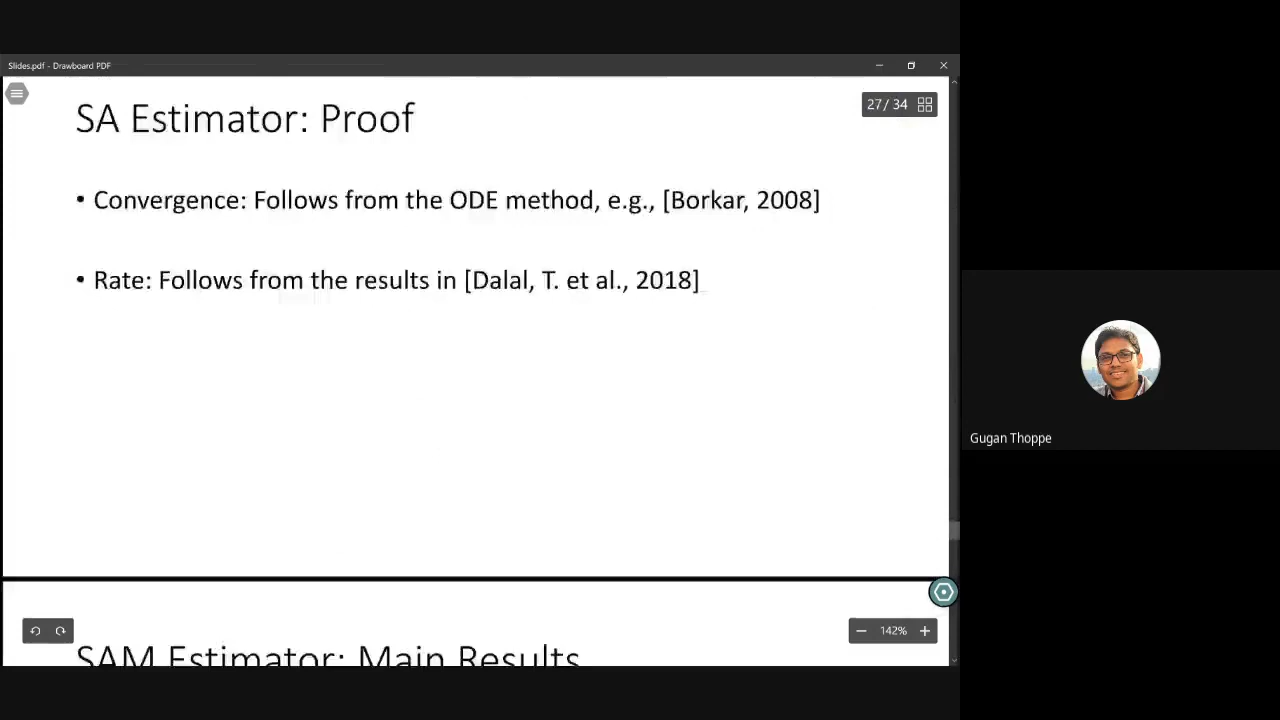 Slides.pdf - Drawboard PDF
27 / 34
SA Estimator: Proof
• Convergence: Follows from the ODE method, e.g., [Borkar, 2008]
• Rate: Follows from the results in [Dalal, T. et al., 2018]
Gugan Thoppe
142%
SAM Estimator: Main Results